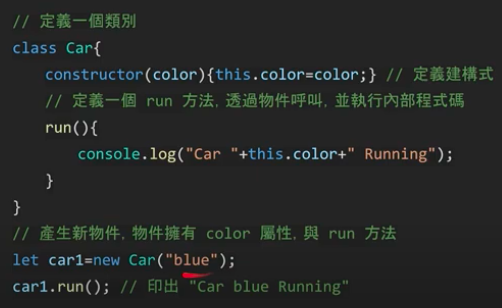 // 定義一個類別
class Car{
    constructor(color){this.color=color;} // 定義建構式
    // 定義一個 run 方法, 透過物件呼叫, 並執行內部程式碼
    run(){
        console.log("Car "+this.color+" Running");
    }
}
// 產生新物件, 物件擁有 color 屬性, 與 run 方法
let car1=new Car("blue");
car1.run(); // 印出 "Car blue Running"